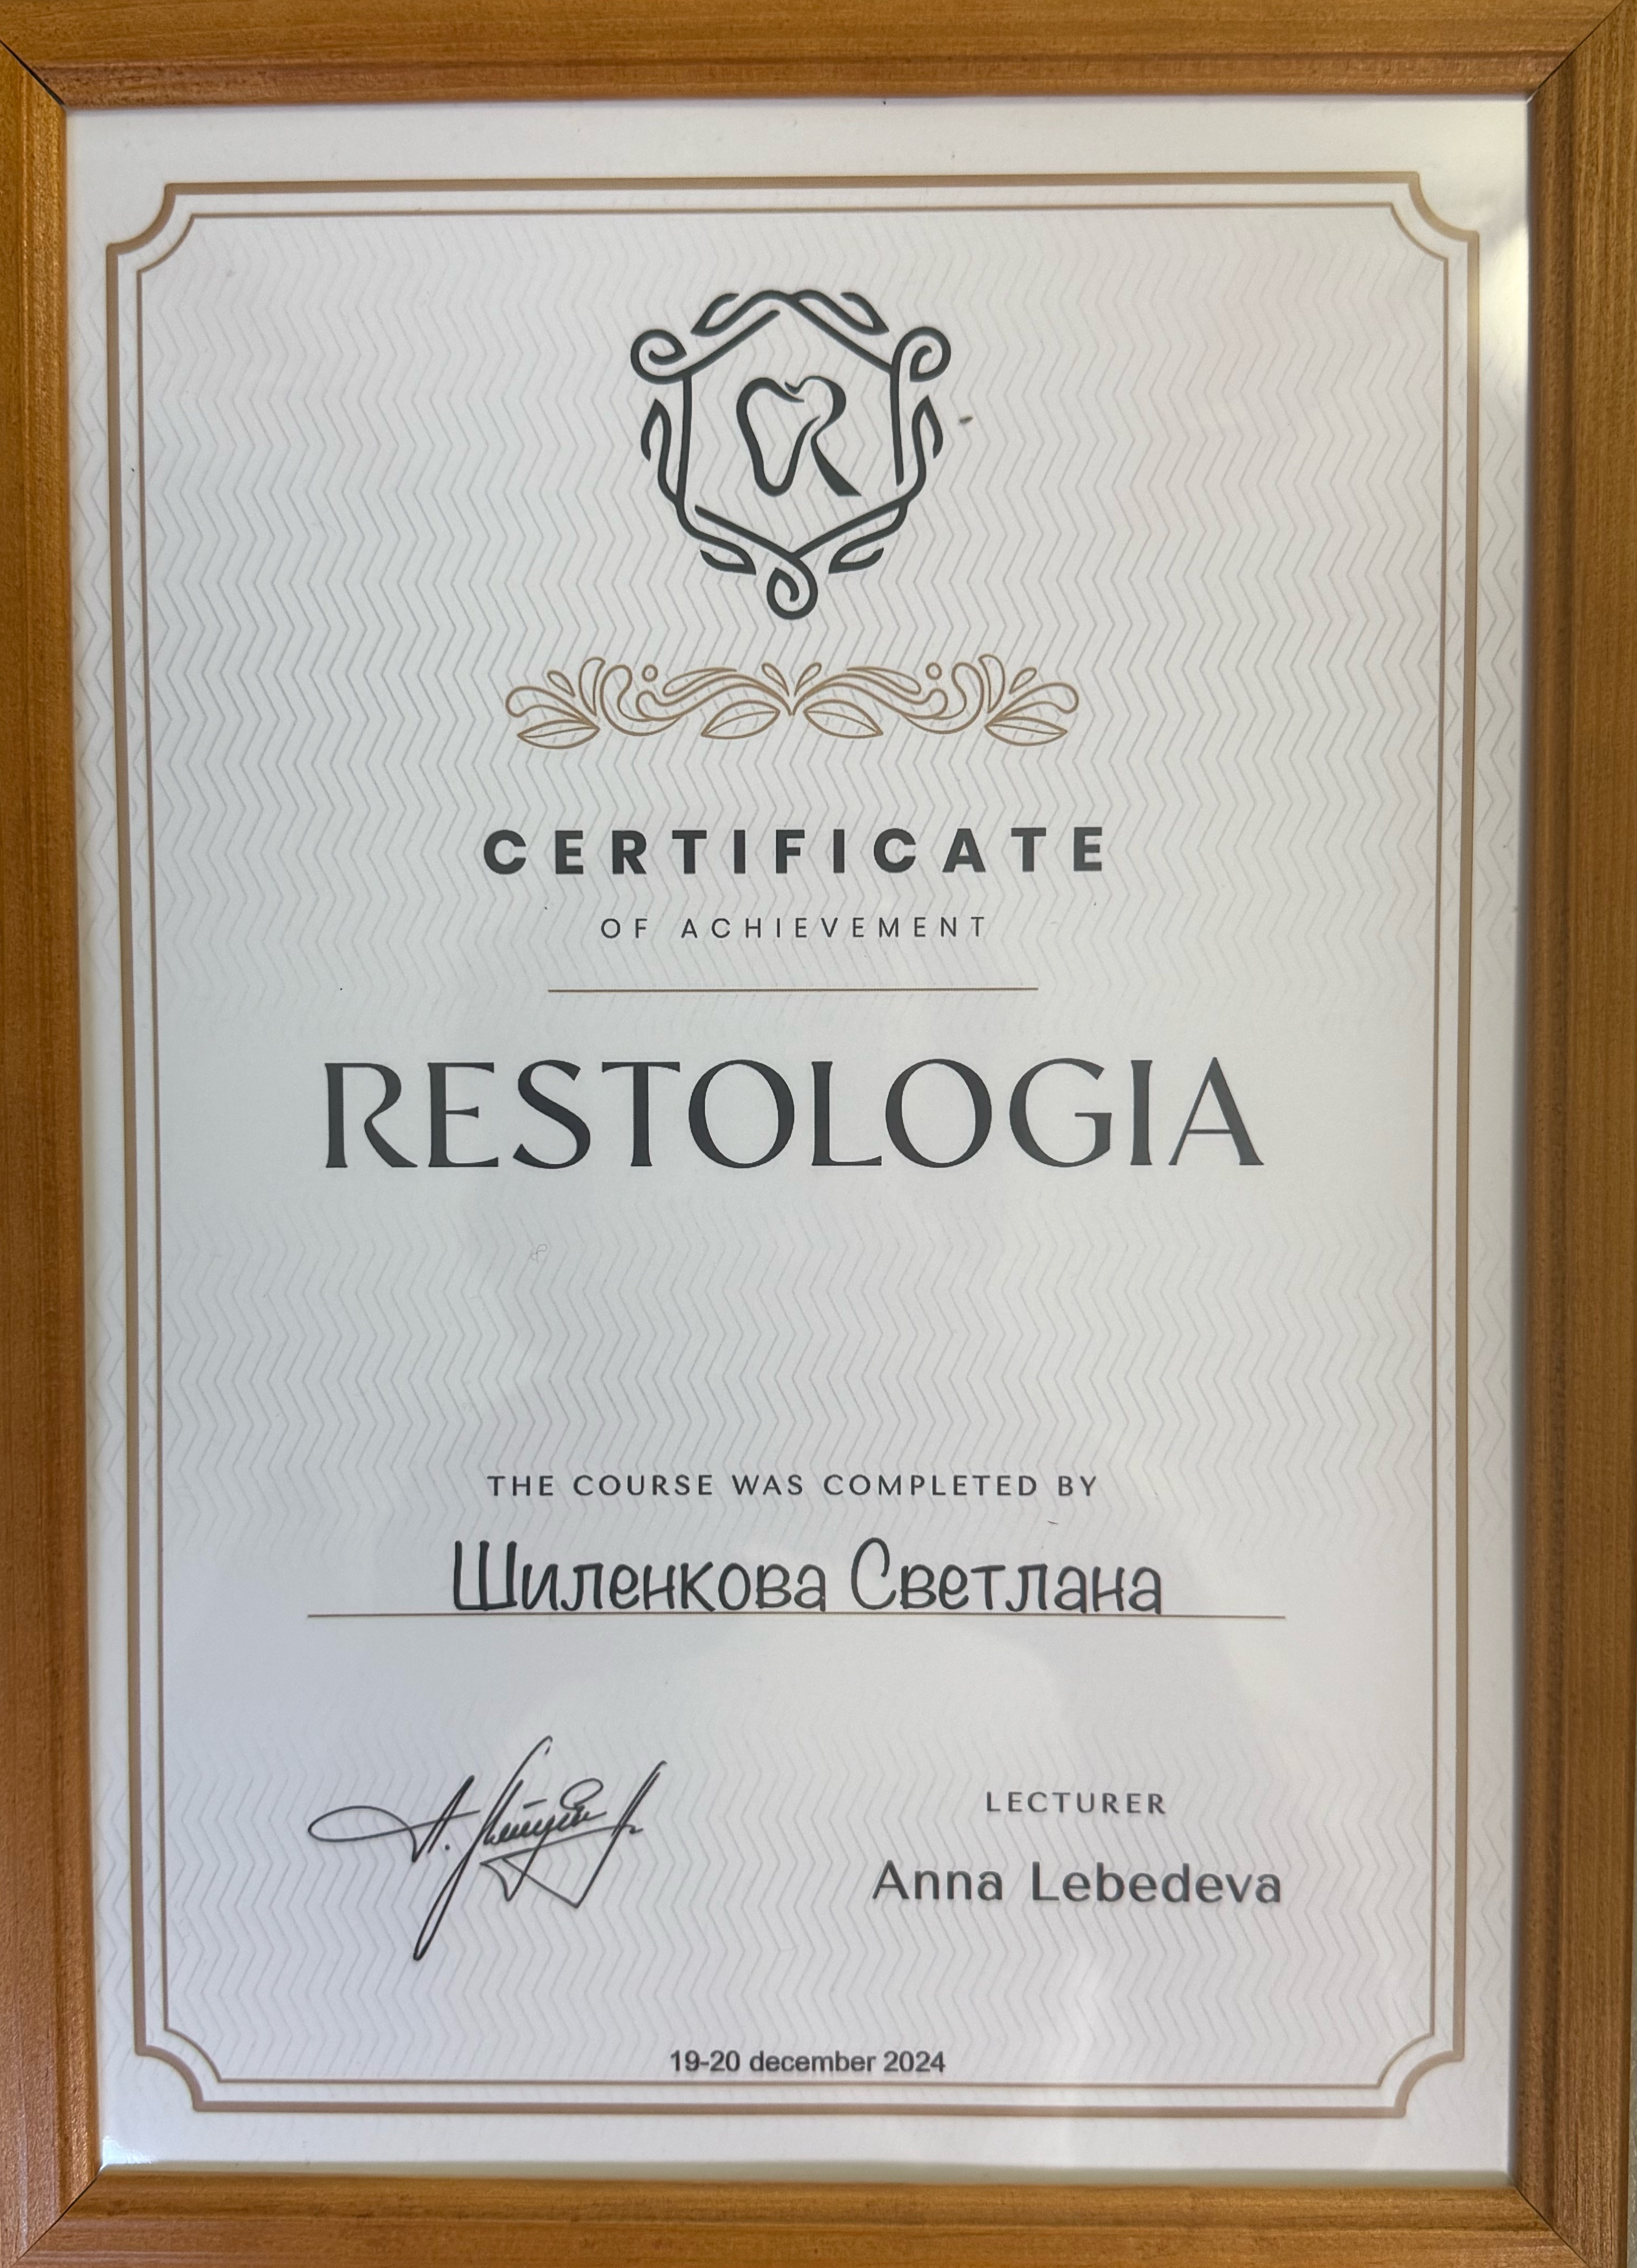 CERTIFICATE
OF ACHIEVEMENT
RESTOLOGIA
THE COURSE WAS COMPLETED BY
Шиленкова Светлана
LECTURER
Anna Lebedeva
19-20 december 2024